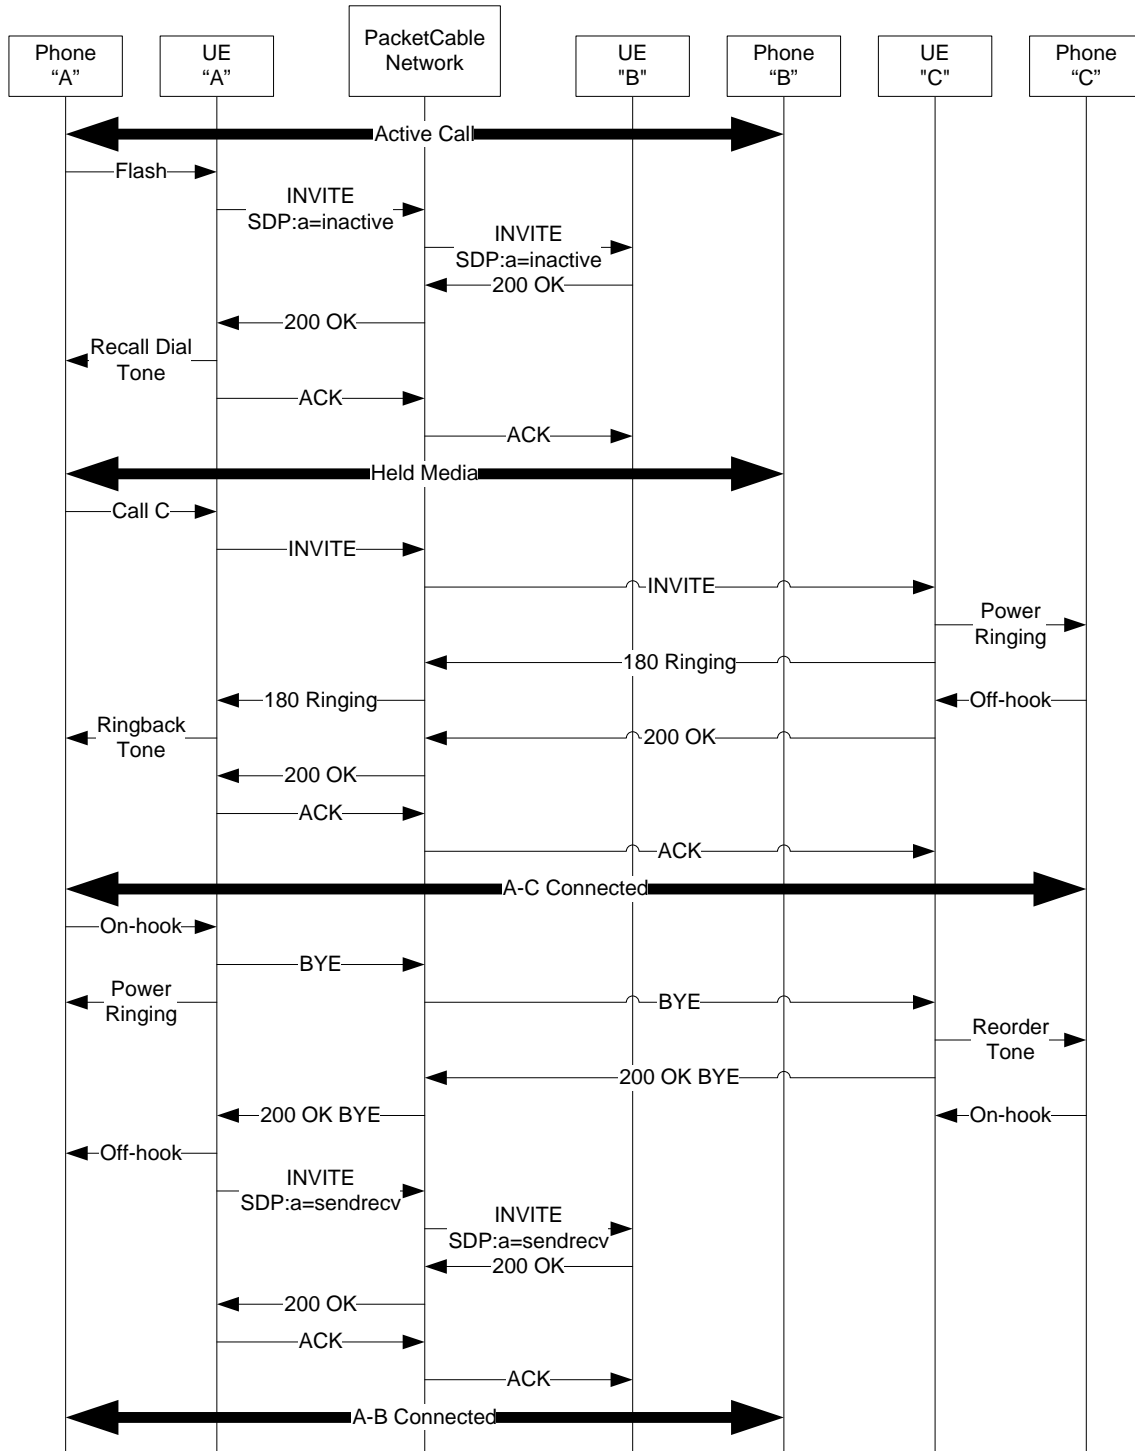 Phone
“A”
UE
“A”
PacketCable
Network
UE
"B"
Phone
“B”
UE
"C"
Phone
“C”
Active Call
Flash
INVITE
SDP:a=inactive
INVITE
SDP:a=inactive
200 OK
200 OK
Recall Dial
Tone
ACK
ACK
Held Media
Call C
INVITE
INVITE
Power
Ringing
180 Ringing
180 Ringing
Off-hook
Ringback
Tone
200 OK
200 OK
ACK
ACK
A-C Connected
On-hook
BYE
Power
Ringing
BYE
Reorder
Tone
200 OK BYE
200 OK BYE
On-hook
Off-hook
INVITE
SDP:a=sendrecv
INVITE
SDP:a=sendrecv
200 OK
200 OK
ACK
ACK
A-B Connected